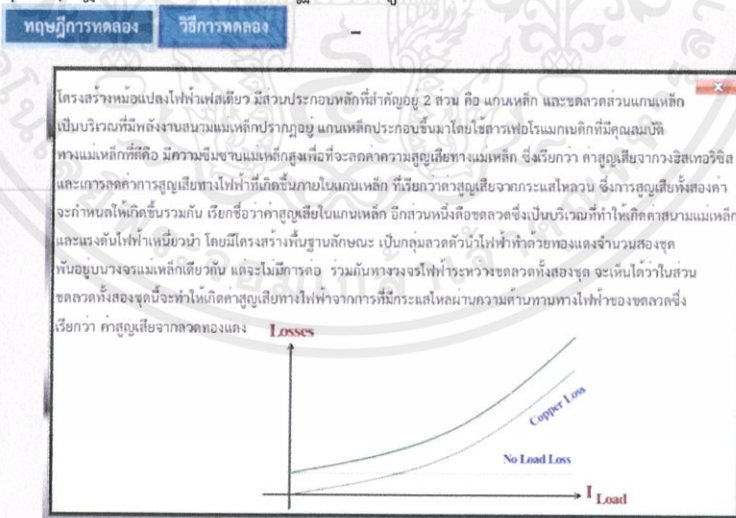 ทฤษฎีการทดลอง วิธีการทดลอง
โครงสร้างหม้อแปลงไฟฟ้าเฟสเดียว มีส่วนประกอบหลักที่สำคัญอยู่ 2 ส่วน คือ แกนเหล็ก และขดลวดส่วนแกนเหล็ก
เป็นบริเวณที่มีพลังงานสนามแม่เหล็กปรากฏอยู่ แกนเหล็กประกอบขึ้นมาโดยใช้สารเฟอโรแมกเนติกที่มีคุณสมบัติ
ทางแม่เหล็กที่ดีคือ มีความซึมซาบแม่เหล็กสูงเพื่อที่จะลดค่าความสูญเสียทางแม่เหล็ก ซึ่งเรียกว่า ค่าสูญเสียจากวงฮิสเทอริซิส
และการลดค่าการสูญเสียทางไฟฟ้าที่เกิดขึ้นภายในแกนเหล็ก ที่เรียกว่าค่าสูญเสียจากกระแสไหลวน ซึ่งการสูญเสียทั้งสองค่า
จะกำหนดให้เกิดขึ้นรวมกัน เรียกชื่อว่าค่าสูญเสียในแกนเหล็ก อีกส่วนหนึ่งคือขดลวดซึ่งเป็นบริเวณที่ทำให้เกิดค่าสนามแม่เหล็ก
และแรงดันไฟฟ้าเหนี่ยวนำ โดยมีโครงสร้างพื้นฐานลักษณะ เป็นกลุ่มลวดตัวนำไฟฟ้าทำด้วยทองแดงจำนวนสองชุด
พันอยู่บนวงจรแม่เหล็กเดียวกัน แต่จะไม่มีการต่อ รวมกันทางวงจรไฟฟ้าระหว่างขดลวดทั้งสองชุด จะเห็นได้ว่าในส่วน
ขดลวดทั้งสองชุดนี้จะทำให้เกิดค่าสูญเสียทางไฟฟ้าจากการที่มีกระแสไหลผ่านความต้านทานทางไฟฟ้าของขดลวดซึ่ง
เรียกว่า ค่าสูญเสียจากลวดทองแดง
Losses
Copper Loss
No Load Loss
I Load